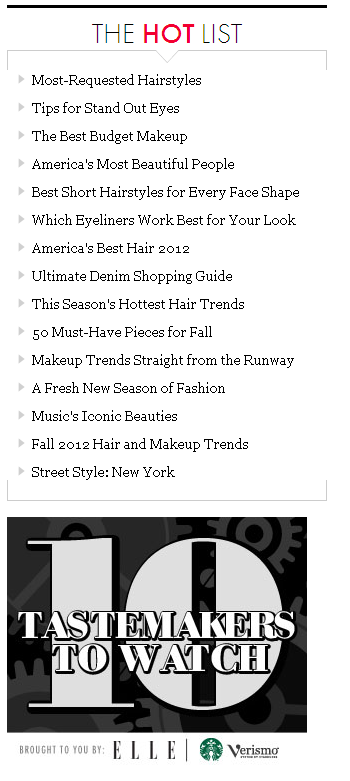 THE HOT LIST
Most-Requested Hairstyles
Tips for Stand Out Eyes
The Best Budget Makeup
America's Most Beautiful People
Best Short Hairstyles for Every Face Shape
Which Eyeliners Work Best for Your Look
America's Best Hair 2012
Ultimate Denim Shopping Guide
This Season's Hottest Hair Trends
50 Must-Have Pieces for Fall
Makeup Trends Straight from the Runway
A Fresh New Season of Fashion
Music's Iconic Beauties
Fall 2012 Hair and Makeup Trends
Street Style: New York
10
TASTEMAKERS
TO WATCH
BROUGHT TO YOU BY: ELLE | Verismo